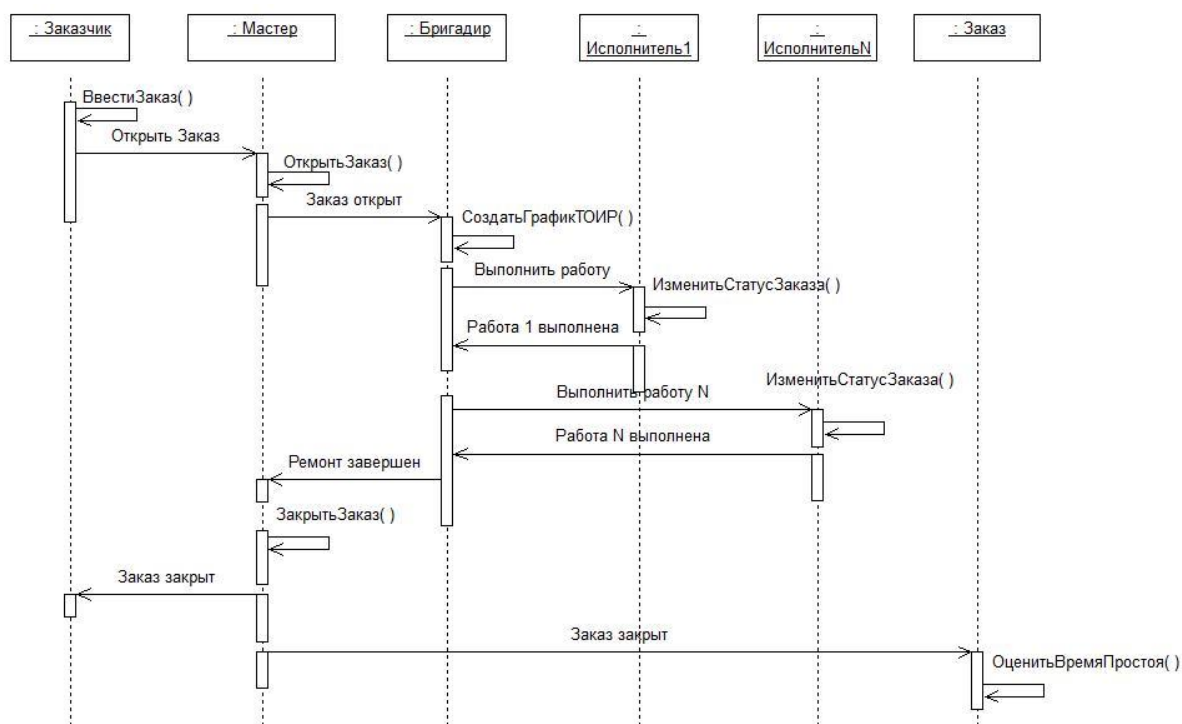 : Заказчик
: Мастер
: Бригадир
:
Исполнитель1
:
ИсполнительN
: Заказ
ВвестиЗаказ( )
Открыть Заказ
ОткрытьЗаказ( )
Заказ открыт
СоздатьГрафикТОИР( )
Выполнить работу
ИзменитьСтатусЗаказа( )
Работа 1 выполнена
ИзменитьСтатусЗаказа( )
Выполнить работу N
Работа N выполнена
Ремонт завершен
ЗакрытьЗаказ( )
Заказ закрыт
Заказ закрыт
ОценитьВремяПростоя( )